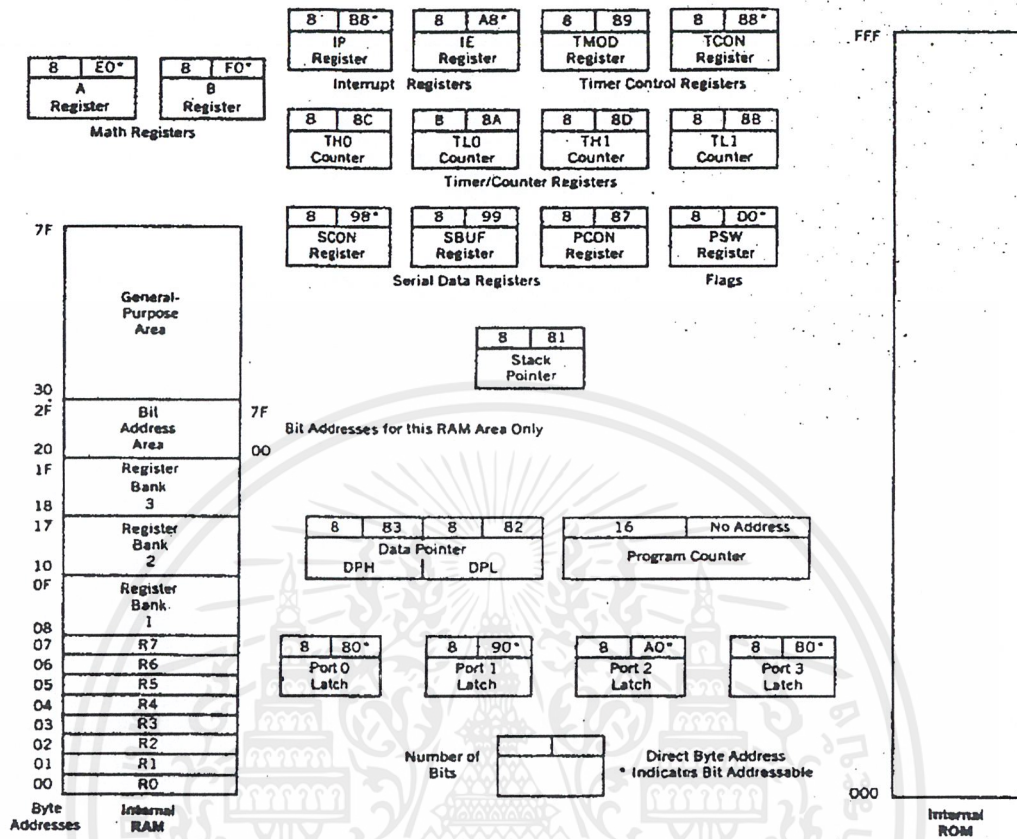 8 B8* 8 A8* 8 89 8 88*
IP Register IE Register TMOD Register TCON Register
Interrupt Registers Timer Control Registers
8 E0* 8 F0*
A Register B Register
Math Registers
8 8C 8 8A 8 8D 8 8B
TH0 Counter TL0 Counter TH1 Counter TL1 Counter
Timer/Counter Registers
8 98* 8 99 8 87 8 D0*
SCON Register SBUF Register PCON Register PSW Register
Serial Data Registers Flags
8 81
Stack
Pointer
7F
General-
Purpose
Area
30
2F Bit 7F
Address Bit Addresses for this RAM Area Only
20 Area 00
1F Register
Bank
18 3
17 Register
Bank
10 2
0F Register
Bank
08 1
07 R7
06 R6
05 R5
04 R4
03 R3
02 R2
01 R1
00 R0
Byte Internal
Addresses RAM
8 83 8 82
Data Pointer
DPH DPL
16 No Address
Program Counter
8 80* 8 90* 8 A0* 8 B0*
Port 0 Latch Port 1 Latch Port 2 Latch Port 3 Latch
Number of Direct Byte Address
Bits * Indicates Bit Addressable
FFF
000
Internal
ROM